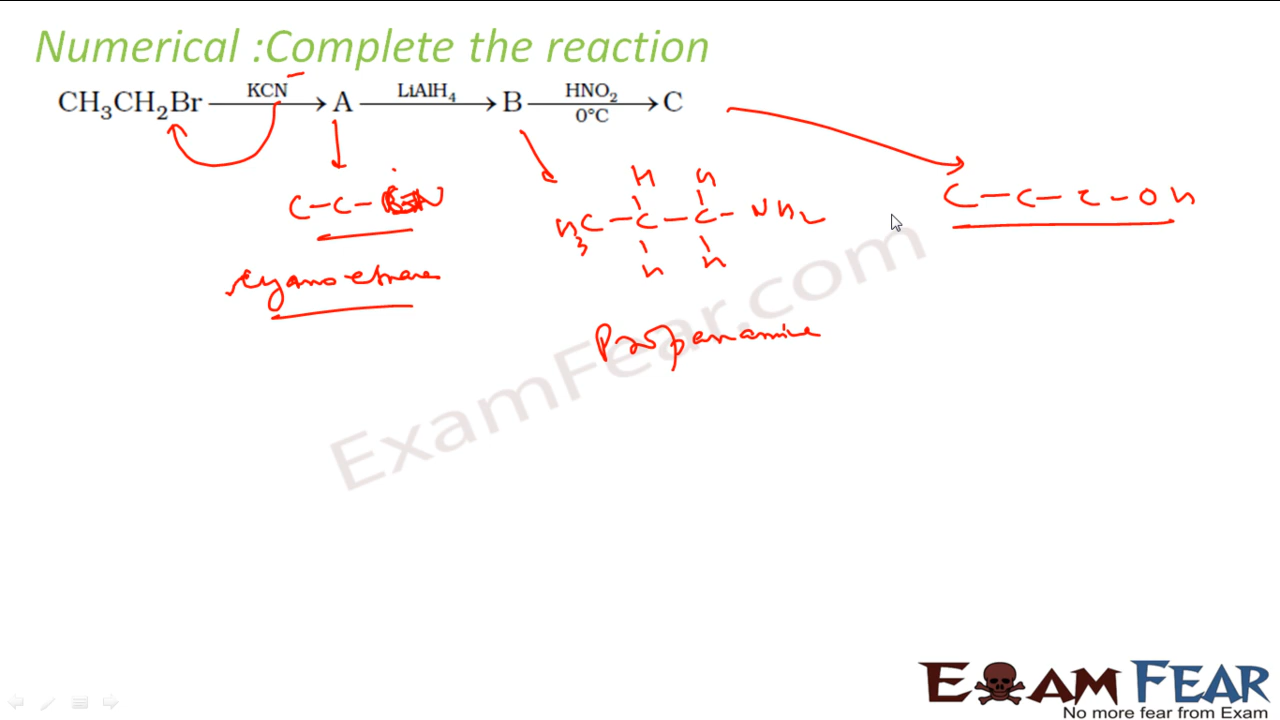 Numerical :Complete the reaction
CH₃CH₂Br —KCN⁻→ A —LiAlH₄→ B —HNO₂ 0°C→ C
C–C–
H H
H₃C–C–C–NH₂
H H
C–C–C–OH
cyanoethane
Propanamine
ExamFear.com
EXAM FEAR
No more fear from Exam